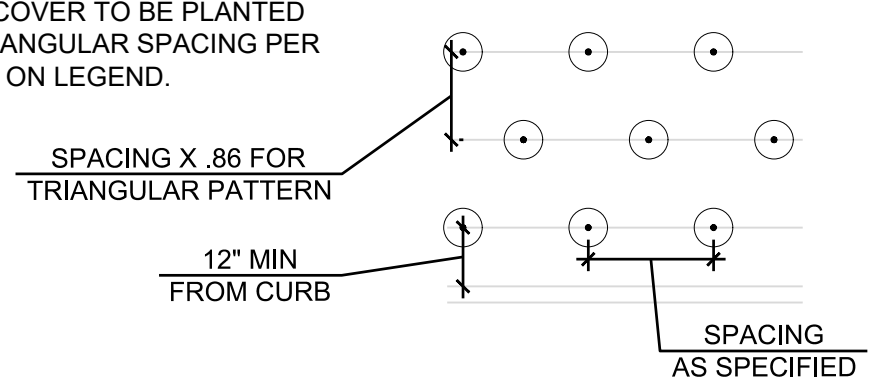 COVER TO BE PLANTED
ANGULAR SPACING PER
ON LEGEND.
SPACING X .86 FOR
TRIANGULAR PATTERN
12" MIN
FROM CURB
SPACING
AS SPECIFIED